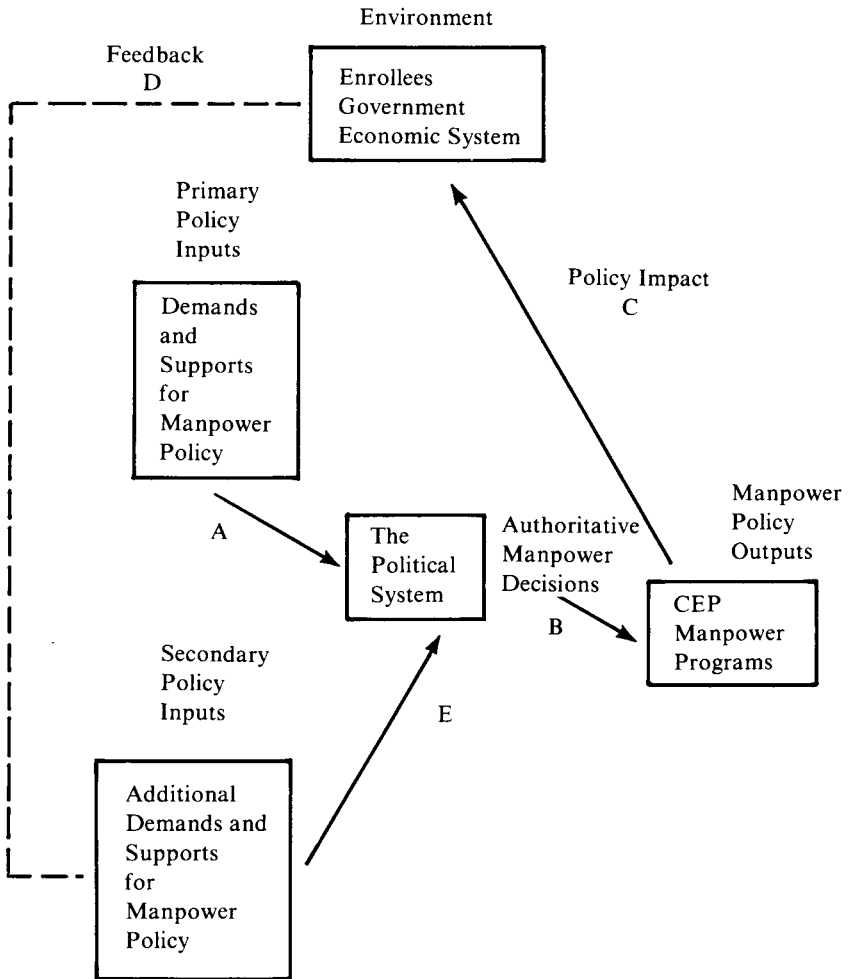 Environment
Feedback
D
Enrollees
Government
Economic System
Primary
Policy
Inputs
Demands
and
Supports
for
Manpower
Policy
Policy Impact
C
A
The
Political
System
Authoritative
Manpower
Decisions
B
Manpower
Policy
Outputs
CEP
Manpower
Programs
Secondary
Policy
Inputs
E
Additional
Demands and
Supports
for
Manpower
Policy